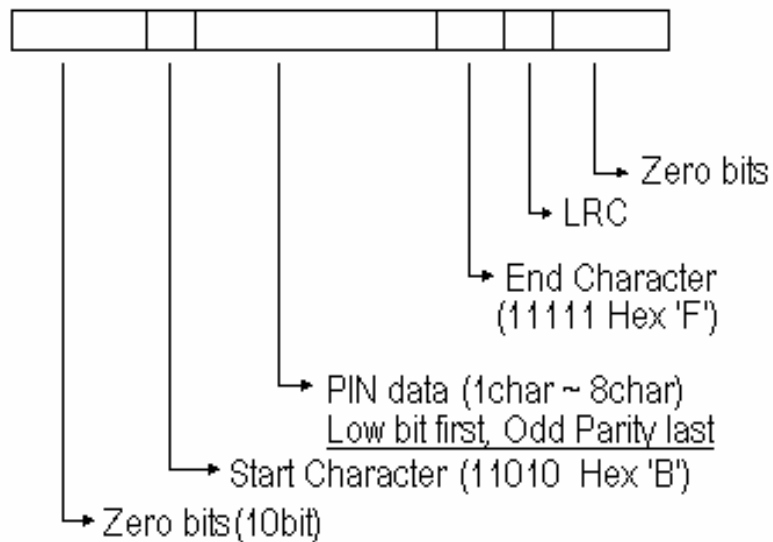 Zero bits
LRC
End Character
(11111 Hex 'F')
PIN data (1char ~ 8char)
Low bit first, Odd Parity last
Start Character (11010 Hex 'B')
Zero bits(10bit)